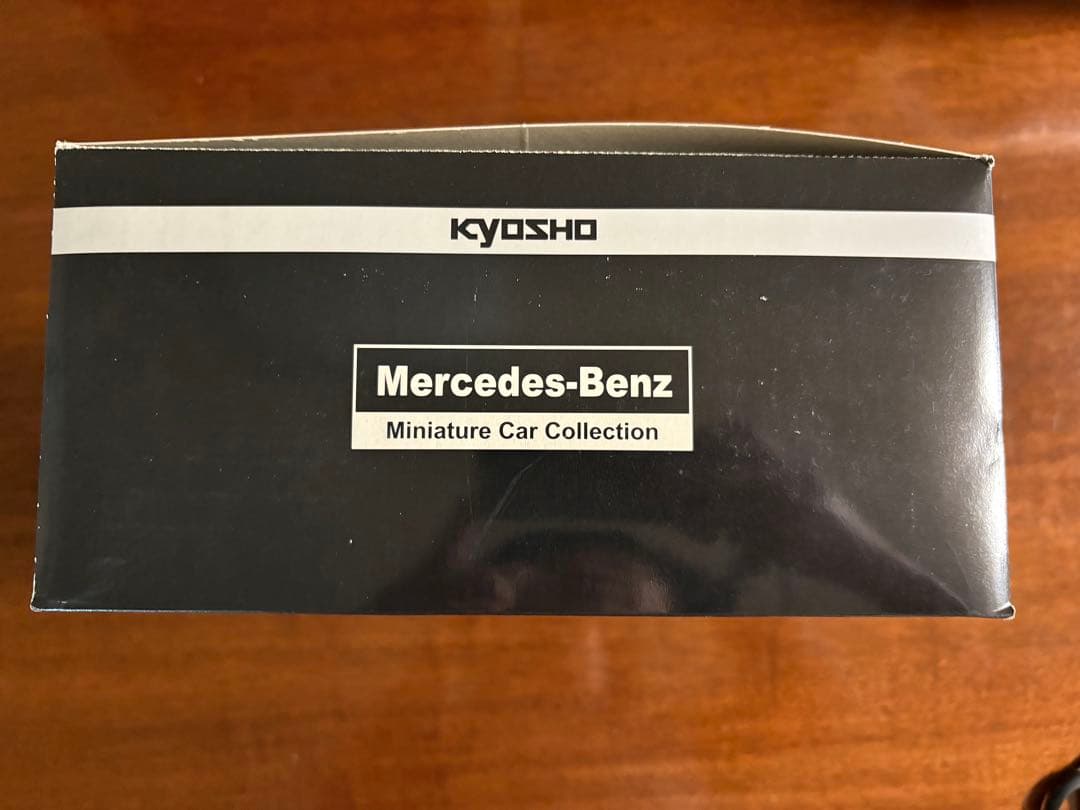 KYOSHO
Mercedes-Benz
Miniature Car Collection